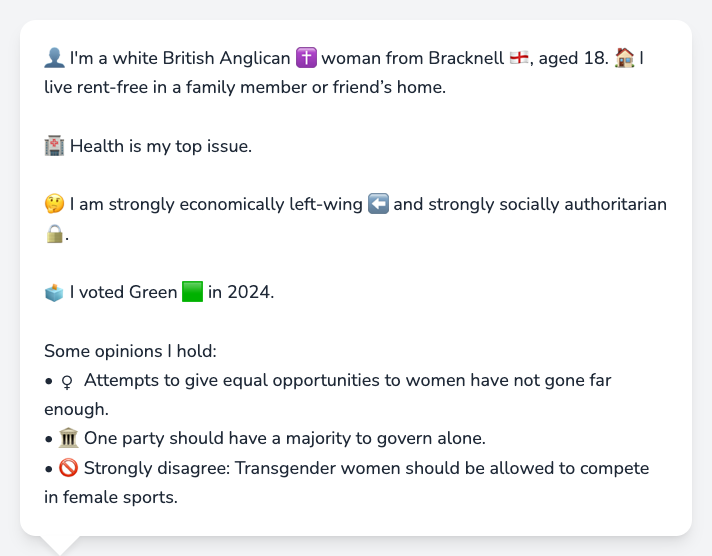 👤 I'm a white British Anglican ✝️ woman from Bracknell 🏴󠁧󠁢󠁥󠁮󠁧󠁿, aged 18. 🏠 I
live rent-free in a family member or friend’s home.
🏥 Health is my top issue.
🤔 I am strongly economically left-wing ⬅️ and strongly socially authoritarian
🔒.
🗳️ I voted Green 🟩 in 2024.
Some opinions I hold:
• ♀ Attempts to give equal opportunities to women have not gone far
enough.
• 🏛️ One party should have a majority to govern alone.
• 🚫 Strongly disagree: Transgender women should be allowed to compete
in female sports.